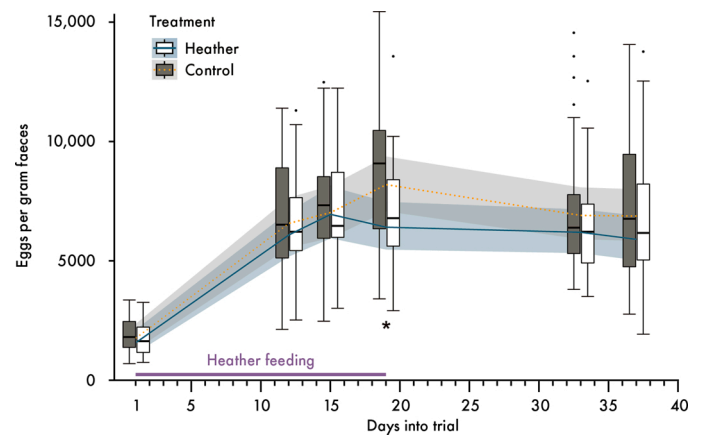 Treatment
Heather
Control
Eggs per gram faeces
15,000
10,000
5000
0
*
Heather feeding
1 5 10 15 20 25 30 35 40
Days into trial